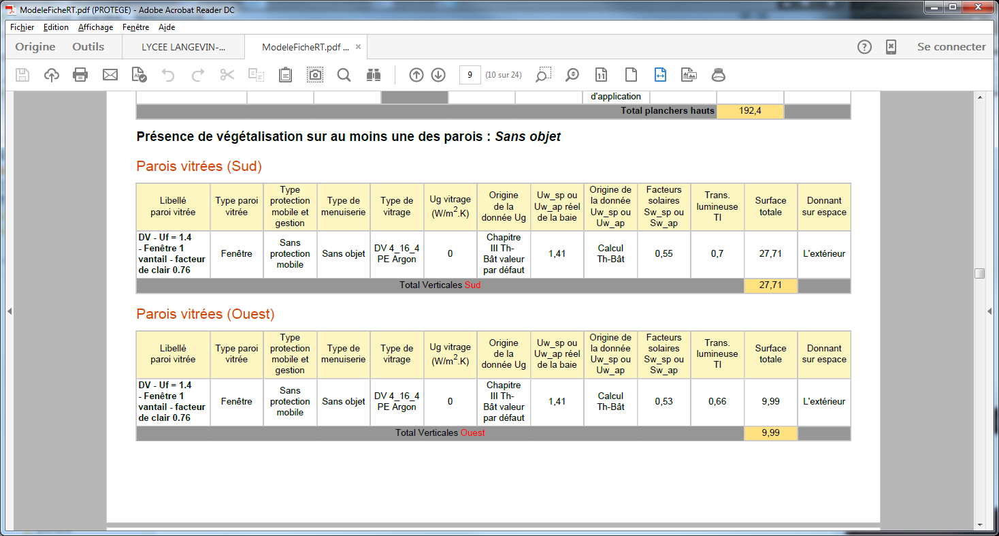 ModeleFicheRT.pdf (PROTEGE) - Adobe Acrobat Reader DC
Fichier Edition Affichage Fenêtre Aide
Origine Outils LYCEE LANGEVIN-... ModeleFicheRT.pdf ... × Se connecter
9 (10 sur 24)
d'application
Total planchers hauts 192,4
Présence de végétalisation sur au moins une des parois : Sans objet
Parois vitrées (Sud)
Libellé
paroi vitrée
Type paroi
vitrée
Type
protection
mobile et
gestion
Type de
menuiserie
Type de
vitrage
Ug vitrage
(W/m2.K)
Origine
de la
donnée Ug
Uw_sp ou
Uw_ap réel
de la baie
Origine de
la donnée
Uw_sp ou
Uw_ap
Facteurs
solaires
Sw_sp ou
Sw_ap
Trans.
lumineuse
Tl
Surface
totale
Donnant
sur espace
DV - Uf = 1.4
- Fenêtre 1
vantail - facteur
de clair 0.76
Fenêtre
Sans
protection
mobile
Sans objet
DV 4_16_4
PE Argon
0
Chapitre
III Th-
Bât valeur
par défaut
1,41
Calcul
Th-Bât
0,55
0,7
27,71
L'extérieur
Total Verticales Sud 27,71
Parois vitrées (Ouest)
Libellé
paroi vitrée
Type paroi
vitrée
Type
protection
mobile et
gestion
Type de
menuiserie
Type de
vitrage
Ug vitrage
(W/m2.K)
Origine
de la
donnée Ug
Uw_sp ou
Uw_ap réel
de la baie
Origine de
la donnée
Uw_sp ou
Uw_ap
Facteurs
solaires
Sw_sp ou
Sw_ap
Trans.
lumineuse
Tl
Surface
totale
Donnant
sur espace
DV - Uf = 1.4
- Fenêtre 1
vantail - facteur
de clair 0.76
Fenêtre
Sans
protection
mobile
Sans objet
DV 4_16_4
PE Argon
0
Chapitre
III Th-
Bât valeur
par défaut
1,41
Calcul
Th-Bât
0,53
0,66
9,99
L'extérieur
Total Verticales Ouest 9,99